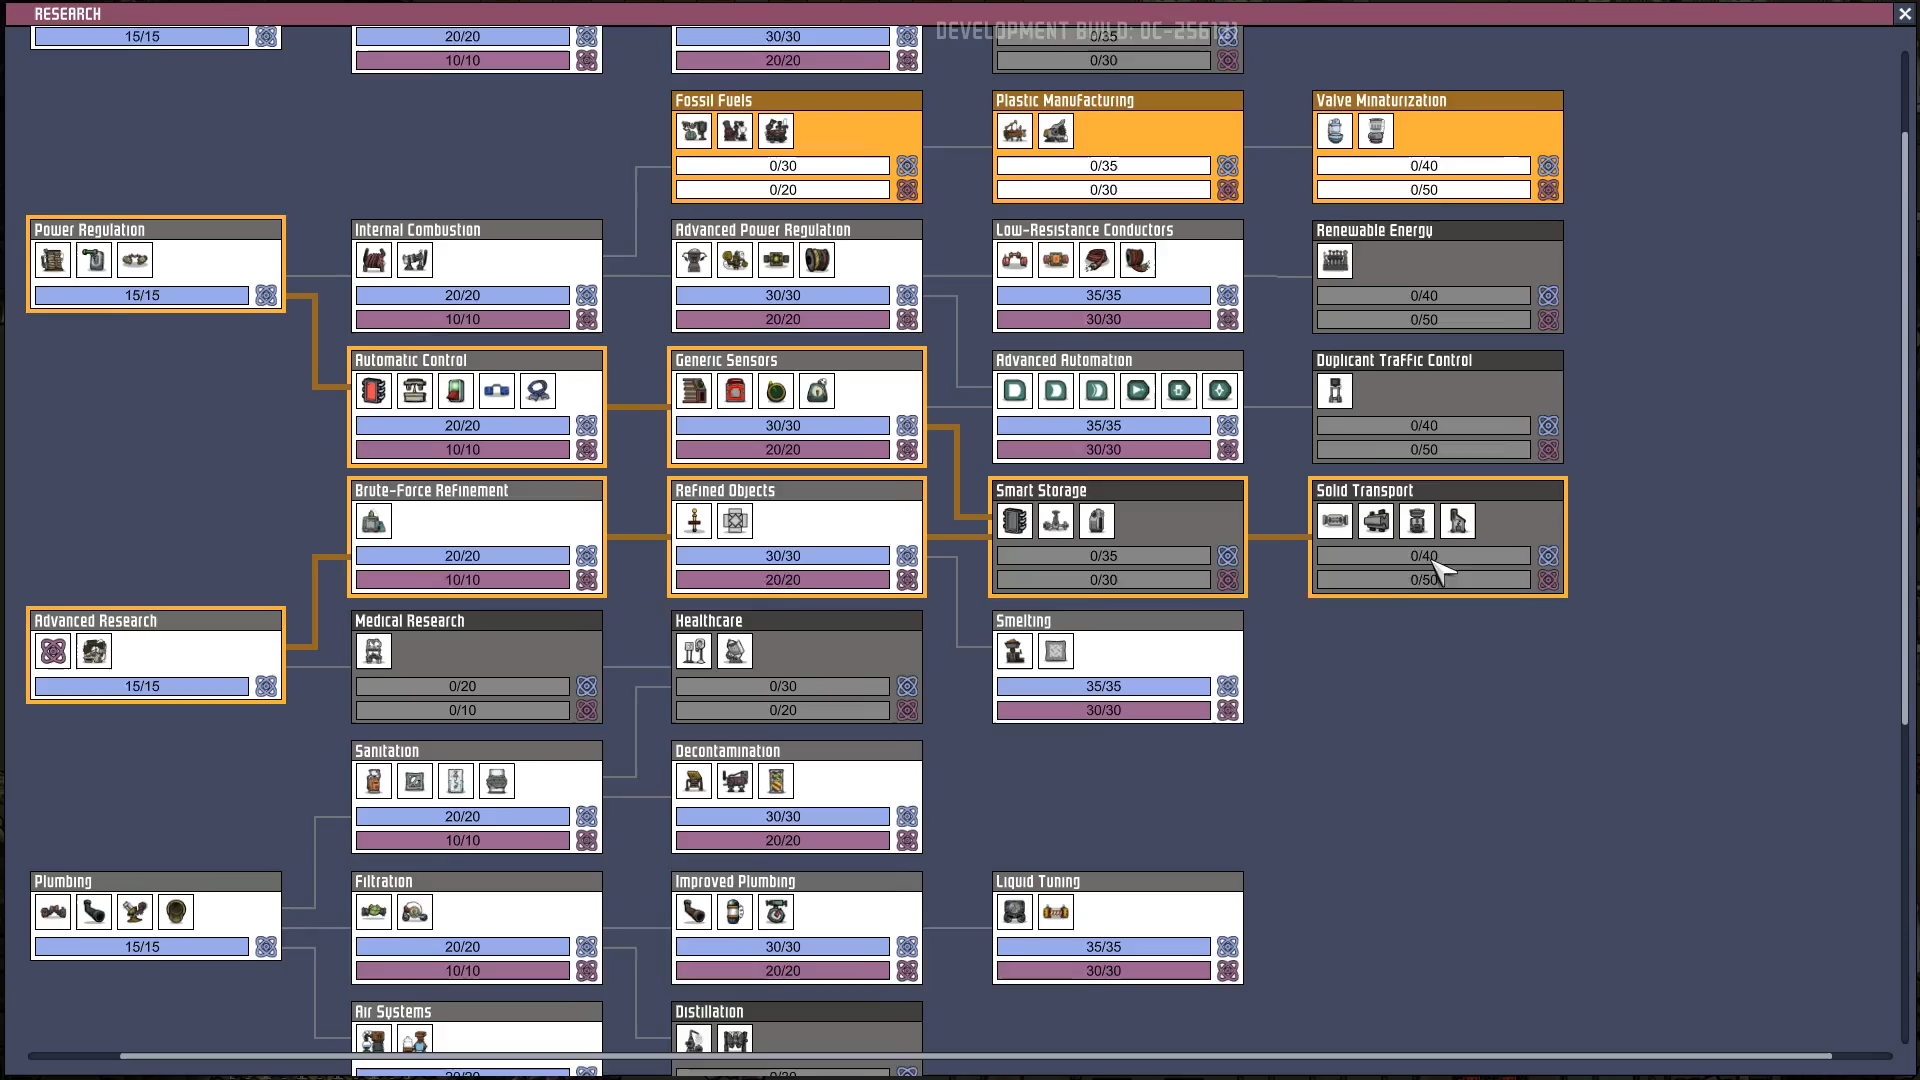 RESEARCH
DEVELOPMENT BUILD: OC-256171
15/15
20/20
30/30
0/35
10/10
20/20
0/30
Fossil Fuels
Plastic Manufacturing
Valve Minaturization
0/30
0/35
0/40
0/20
0/30
0/50
Power Regulation
Internal Combustion
Advanced Power Regulation
Low-Resistance Conductors
Renewable Energy
15/15
20/20
30/30
35/35
0/40
10/10
20/20
30/30
0/50
Automatic Control
Generic Sensors
Advanced Automation
Duplicant Traffic Control
20/20
30/30
35/35
0/40
10/10
20/20
30/30
0/50
Brute-Force Refinement
Refined Objects
Smart Storage
Solid Transport
20/20
30/30
0/35
0/40
10/10
20/20
0/30
0/50
Advanced Research
Medical Research
Healthcare
Smelting
15/15
0/20
0/30
35/35
0/10
0/20
30/30
Sanitation
Decontamination
20/20
30/30
10/10
20/20
Plumbing
Filtration
Improved Plumbing
Liquid Tuning
15/15
20/20
30/30
35/35
10/10
20/20
30/30
Air Systems
Distillation
20/20
0/30